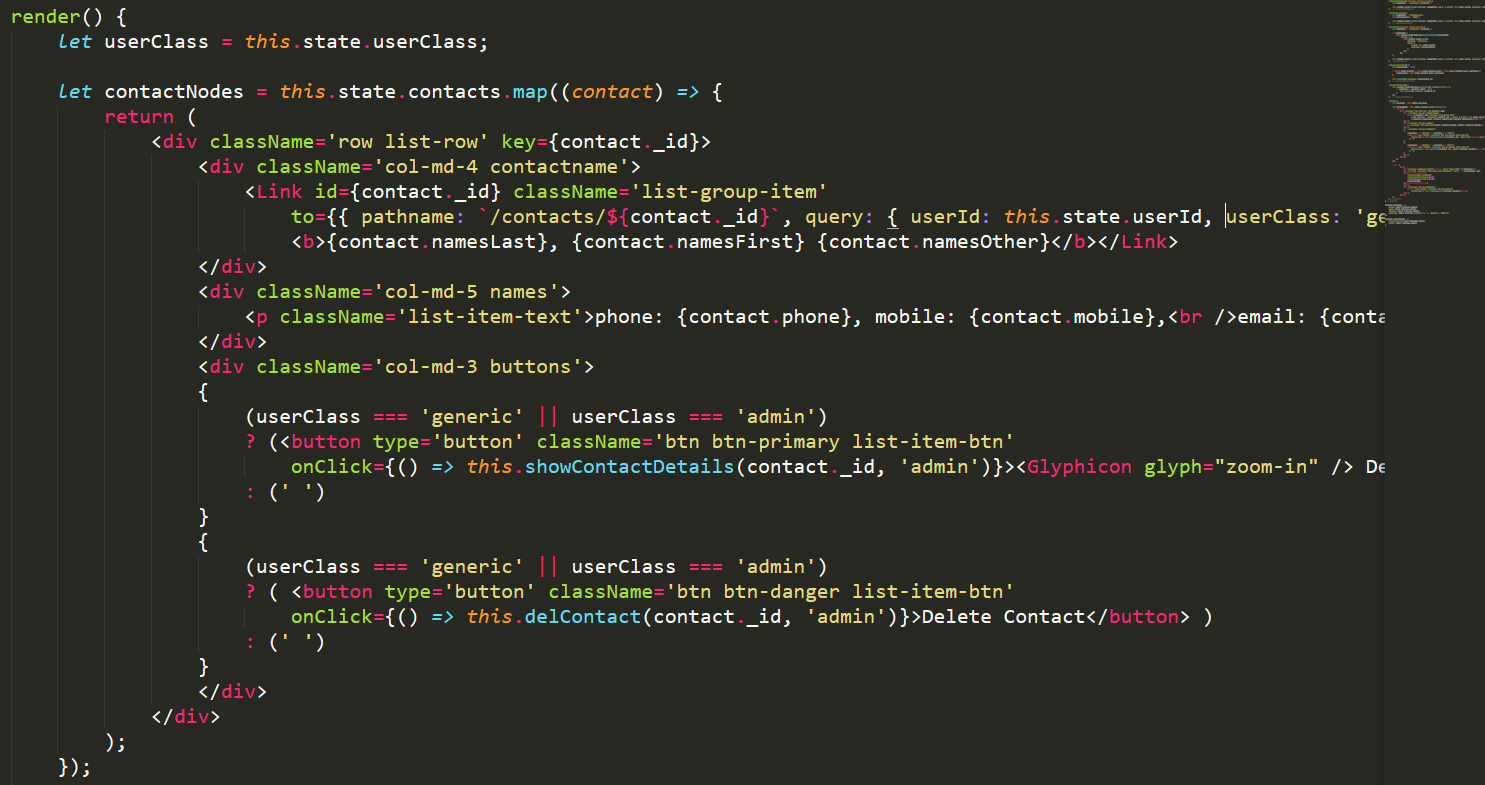 render() {
let userClass = this.state.userClass;
let contactNodes = this.state.contacts.map((contact) => {
return (
<div className='row list-row' key={contact._id}>
<div className='col-md-4 contactname'>
<Link id={contact._id} className='list-group-item'
to={{ pathname: `/contacts/${contact._id}`, query: { userId: this.state.userId, userClass: 'ge
<b>{contact.namesLast}, {contact.namesFirst} {contact.namesOther}</b></Link>
</div>
<div className='col-md-5 names'>
<p className='list-item-text'>phone: {contact.phone}, mobile: {contact.mobile},<br />email: {conta
</div>
<div className='col-md-3 buttons'>
{
(userClass === 'generic' || userClass === 'admin')
? (<button type='button' className='btn btn-primary list-item-btn'
onClick={() => this.showContactDetails(contact._id, 'admin')}><Glyphicon glyph="zoom-in" /> De
: (' ')
}
{
(userClass === 'generic' || userClass === 'admin')
? ( <button type='button' className='btn btn-danger list-item-btn'
onClick={() => this.delContact(contact._id, 'admin')}>Delete Contact</button> )
: (' ')
}
</div>
</div>
);
});